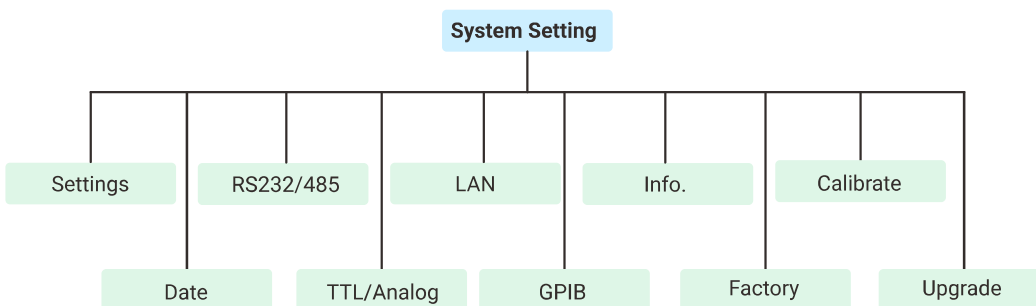 System Setting
Settings
RS232/485
LAN
Info.
Calibrate
Date
TTL/Analog
GPIB
Factory
Upgrade